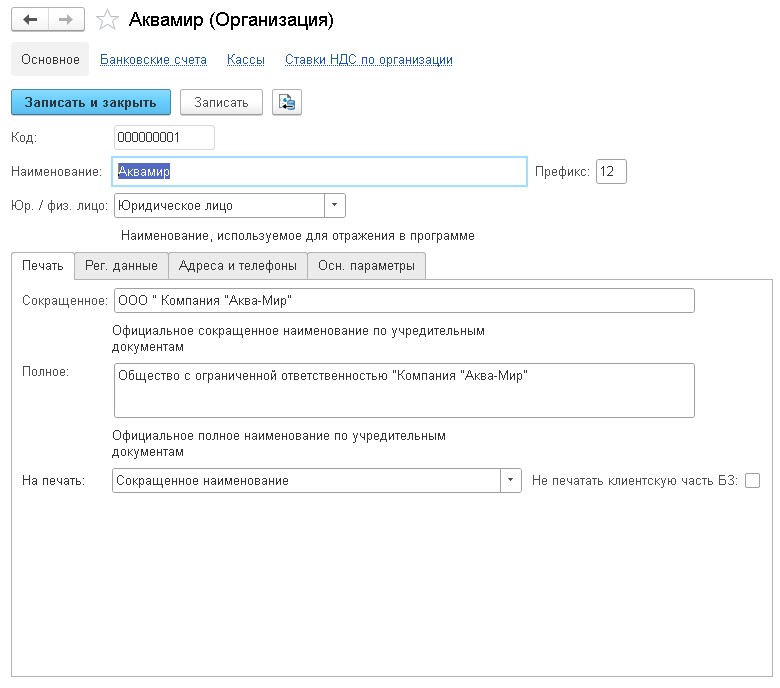 Аквамир (Организация)
Основное Банковские счета Кассы Ставки НДС по организации
Записать и закрыть Записать
Код: 000000001
Наименование: Аквамир Префикс: 12
Юр. / физ. лицо: Юридическое лицо
Наименование, используемое для отражения в программе
Печать Рег. данные Адреса и телефоны Осн. параметры
Сокращенное: ООО " Компания "Аква-Мир"
Официальное сокращенное наименование по учредительным
документам
Полное: Общество с ограниченной ответственностью "Компания "Аква-Мир"
Официальное полное наименование по учредительным
документам
На печать: Сокращенное наименование Не печатать клиентскую часть БЗ: